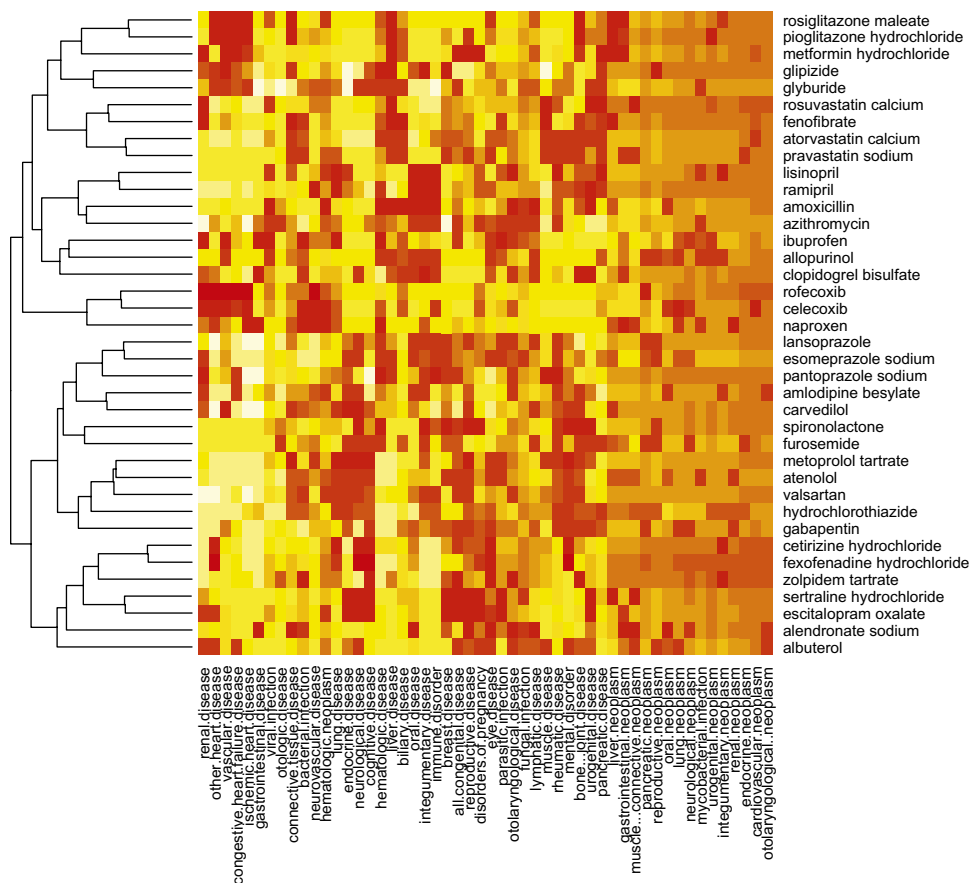 rosiglitazone maleate
pioglitazone hydrochloride
metformin hydrochloride
glipizide
glyburide
rosuvastatin calcium
fenofibrate
atorvastatin calcium
pravastatin sodium
lisinopril
ramipril
amoxicillin
azithromycin
ibuprofen
allopurinol
clopidogrel bisulfate
rofecoxib
celecoxib
naproxen
lansoprazole
esomeprazole sodium
pantoprazole sodium
amlodipine besylate
carvedilol
spironolactone
furosemide
metoprolol tartrate
atenolol
valsartan
hydrochlorothiazide
gabapentin
cetirizine hydrochloride
fexofenadine hydrochloride
zolpidem tartrate
sertraline hydrochloride
escitalopram oxalate
alendronate sodium
albuterol
renal.disease
other.heart.disease
vascular.disease
congestive.heart.failure.disease
ischemic.heart.disease
gastrointestinal.disease
viral.infection
otologic.disease
connective.tissue.disease
bacterial.infection
neurovascular.disease
hematologic.neoplasm
lung.disease
endocrine.disease
neurological.disease
cognitive.disease
hematologic.disease
liver.disease
biliary.disease
oral.disease
integumentary.disease
immune.disorder
breast.disease
all.congenital.disease
reproductive.disease
disorders.of.pregnancy
eye.disease
parasitic.infection
otolaryngological.disease
fungal.infection
lymphatic.disease
muscle.disease
rheumatic.disease
mental.disorder
bone...joint.disease
urogenital.disease
pancreatic.disease
liver.neoplasm
gastrointestinal.neoplasm
muscle...connective.neoplasm
pancreatic.neoplasm
reproductive.neoplasm
oral.neoplasm
lung.neoplasm
neurological.neoplasm
mycobacterial.infection
urogenital.neoplasm
integumentary.neoplasm
renal.neoplasm
endocrine.neoplasm
cardiovascular.neoplasm
otolaryngological..neoplasm